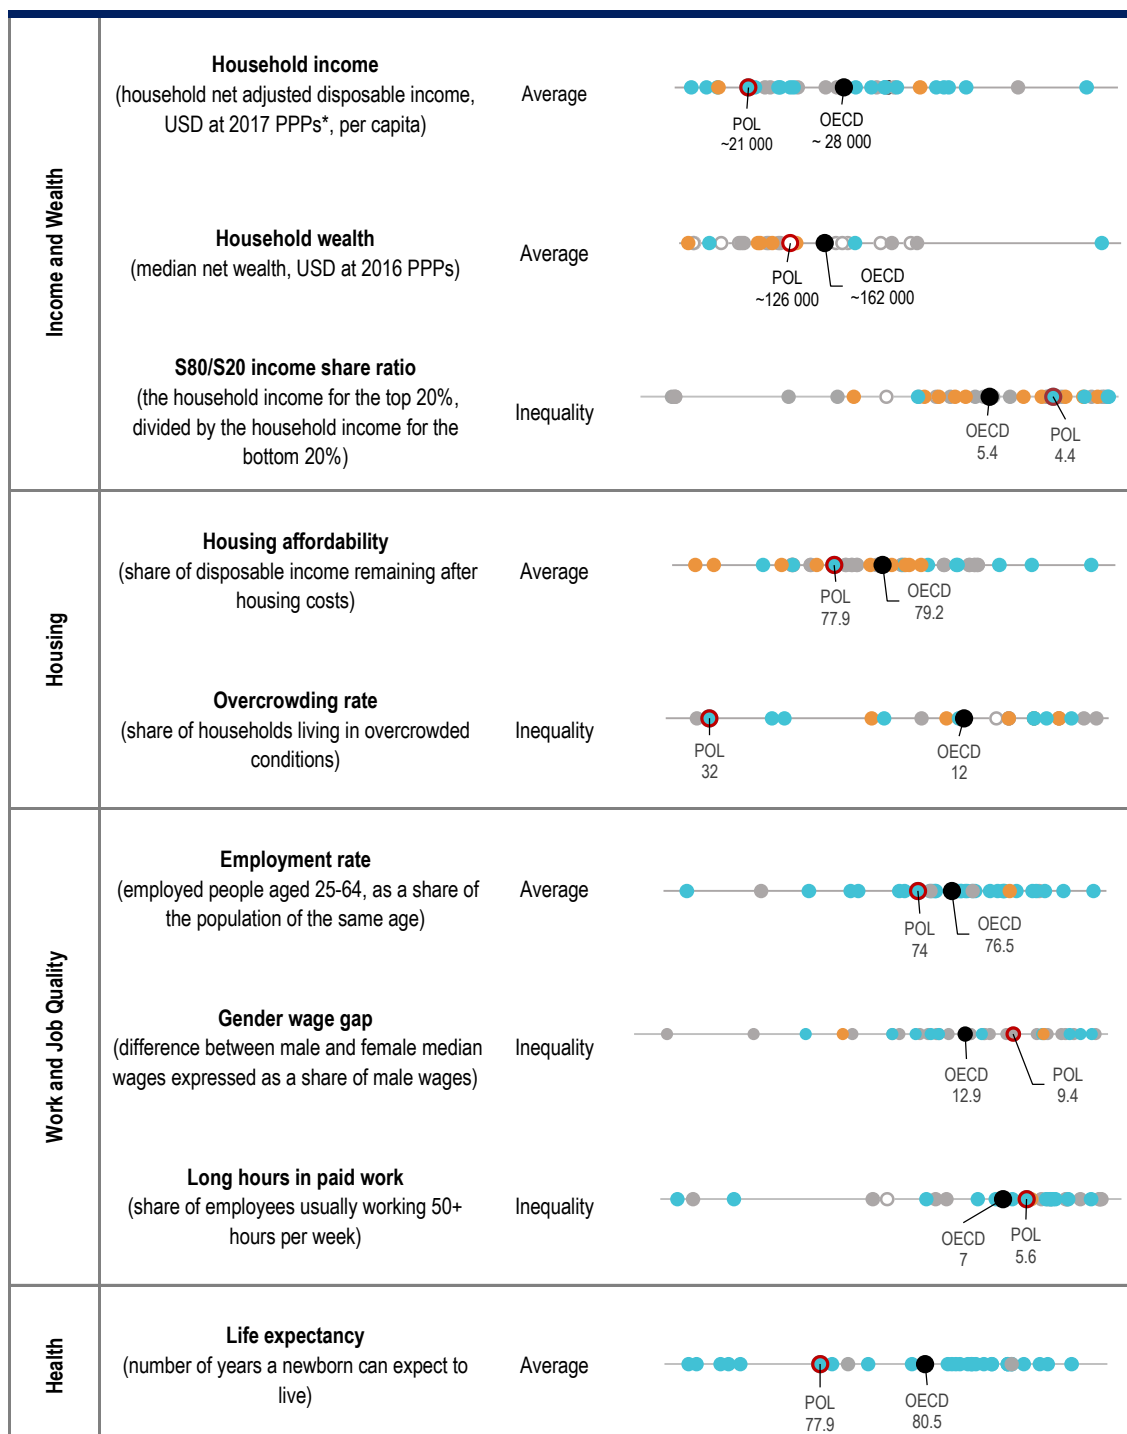 Income and Wealth
Household income
(household net adjusted disposable income,
USD at 2017 PPPs*, per capita)
Average
POL
~21 000
OECD
~ 28 000
Household wealth
(median net wealth, USD at 2016 PPPs)
Average
POL
~126 000
OECD
~162 000
S80/S20 income share ratio
(the household income for the top 20%,
divided by the household income for the
bottom 20%)
Inequality
OECD
5.4
POL
4.4
Housing
Housing affordability
(share of disposable income remaining after
housing costs)
Average
POL
77.9
OECD
79.2
Overcrowding rate
(share of households living in overcrowded
conditions)
Inequality
POL
32
OECD
12
Work and Job Quality
Employment rate
(employed people aged 25-64, as a share of
the population of the same age)
Average
POL
74
OECD
76.5
Gender wage gap
(difference between male and female median
wages expressed as a share of male wages)
Inequality
OECD
12.9
POL
9.4
Long hours in paid work
(share of employees usually working 50+
hours per week)
Inequality
OECD
7
POL
5.6
Health
Life expectancy
(number of years a newborn can expect to
live)
Average
POL
77.9
OECD
80.5